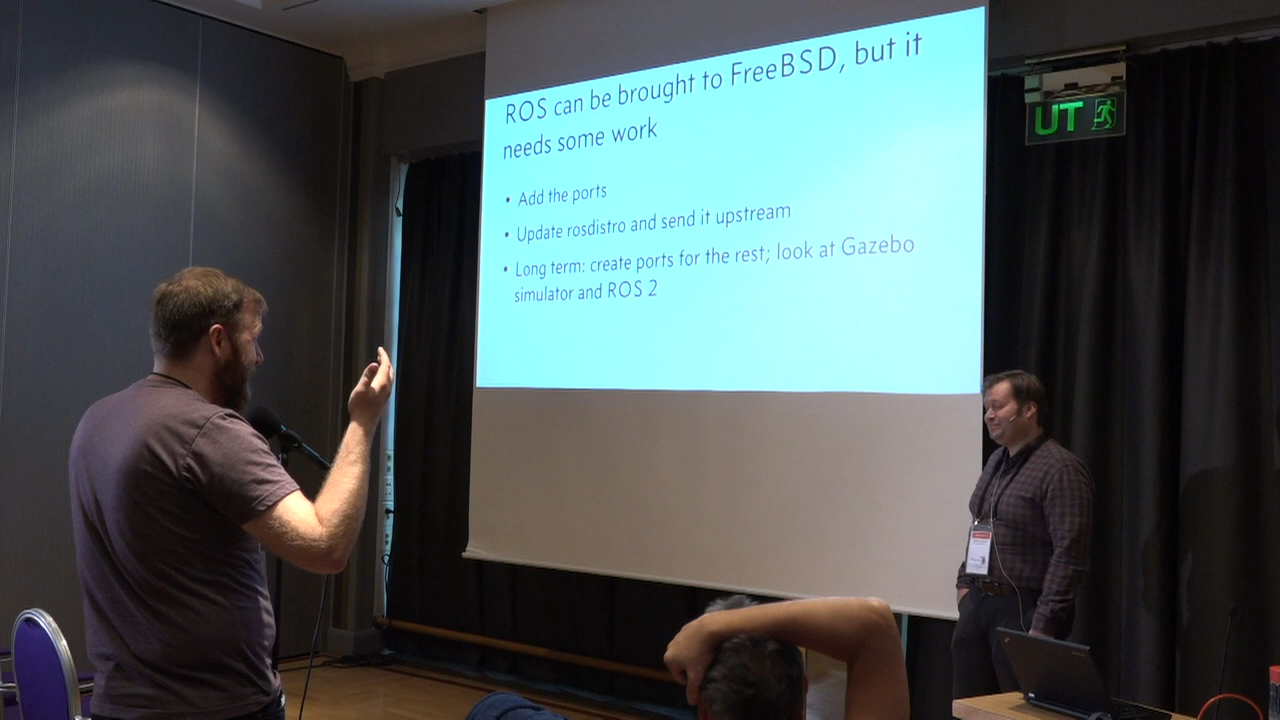 ROS can be brought to FreeBSD, but it
needs some work
• Add the ports
• Update rosdistro and send it upstream
• Long term: create ports for the rest; look at Gazebo
simulator and ROS 2
UT